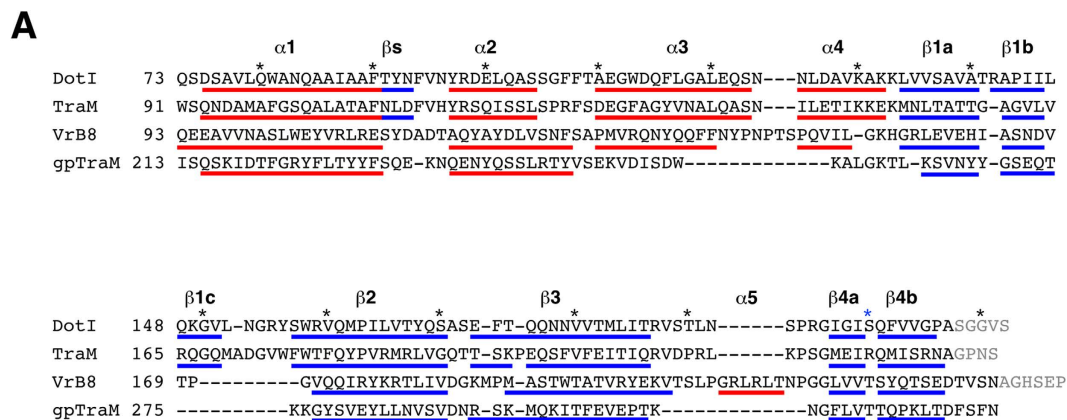 A
α1 βs α2 α3 α4 β1a β1b
* * * * * * *
DotI 73 QSDSAVLQWANQAAIAAFTYNFVNYRDELQASSGFFTAEGWDQFLGALEQSN---NLDAVKAKKLVVSAVATRAPIIL
TraM 91 WSQNDAMAFGSQALATAFNLDFVHYRSQISSLSPRFSDEGFAGYVNALQASN---ILETIKKEKMNLTATTG-AGVLV
VrB8 93 QEEAVVNASLWEYVRLRESYDADTAQYAYDLVSNFSAPMVRQNYQQFFNYPNPTSPQVIL-GKHGRLEVEHI-ASNDV
gpTraM 213 ISQSKIDTFGRYFLTYYFSQE-KNQENYQSSLRTYVSEKVDISDW--------------KALGKTL-KSVNYY-GSEQT
β1c β2 β3 α5 β4a β4b
* * * * * * *
DotI 148 QKGVL-NGRYSWRVQMPILVTYQSASE-FT-QQNNVVTMLITRVSTLN------SPRGIGISQFVVGPASGGVS
TraM 165 RQGQMADGVWFWTFQYPVRMRLVGQTT-SKPEQSFVFEITIQRVDPRL------KPSGMEIRQMISRNAGPNS
VrB8 169 TP---------GVQQIRYKRTLIVDGKMPM-ASTWTATVRYEKVTSLPGRLRLTNPGGLVVTSYQTSEDTVSNAGHSEP
gpTraM 275 ----------KKGYSVEYLLNVSVDNR-SK-MQKITFEVEPTK------------NGFLVTTQPKLTDFSFN